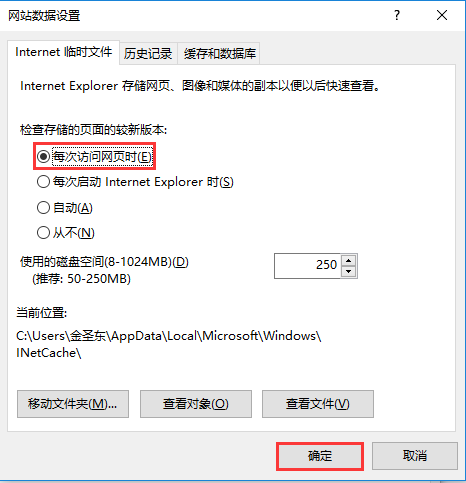 网站数据设置
Internet 临时文件 历史记录 缓存和数据库
Internet Explorer 存储网页、图像和媒体的副本以便以后快速查看。
检查存储的页面的较新版本:
每次访问网页时(E)
每次启动 Internet Explorer 时(S)
自动(A)
从不(N)
使用的磁盘空间(8-1024MB)(D) 250
(推荐: 50-250MB)
当前位置:
C:\Users\金圣东\AppData\Local\Microsoft\Windows\
INetCache\
移动文件夹(M)... 查看对象(O) 查看文件(V)
确定 取消